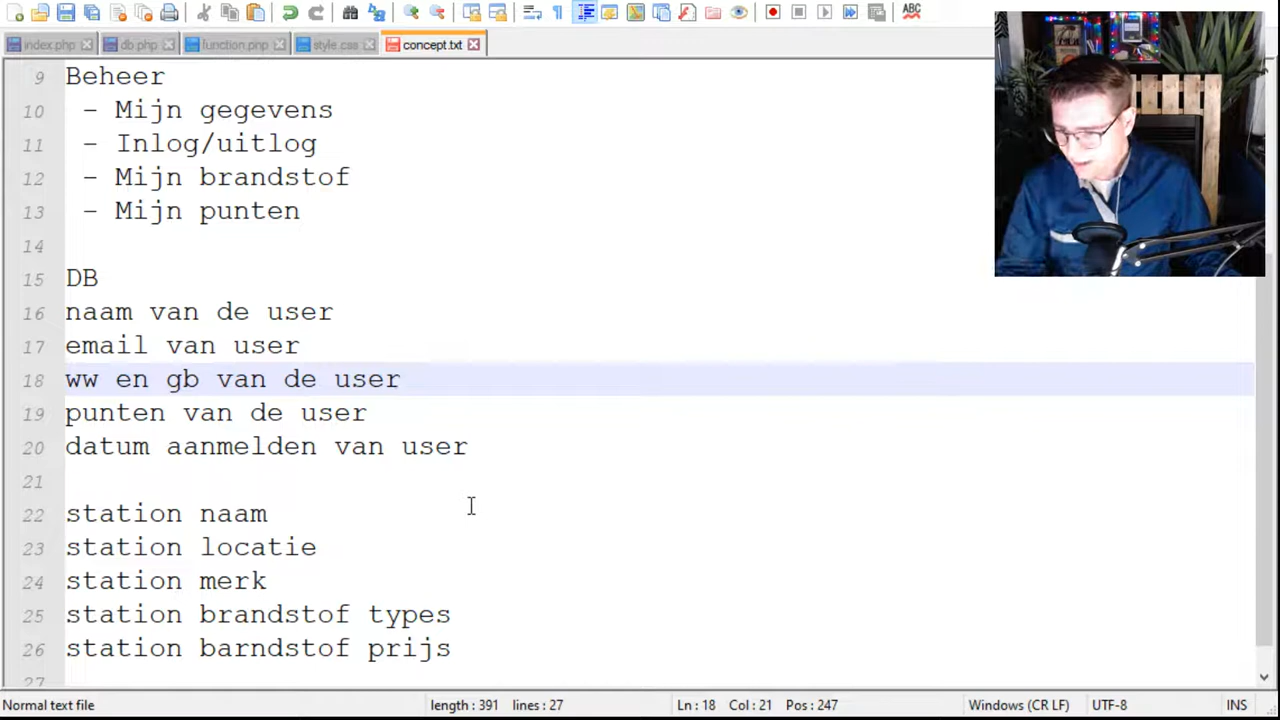 ABC
index.php
db.php
function.php
style.css
concept.txt
9 Beheer
10 - Mijn gegevens
11 - Inlog/uitlog
12 - Mijn brandstof
13 - Mijn punten
14
15 DB
16 naam van de user
17 email van user
18 ww en gb van de user
19 punten van de user
20 datum aanmelden van user
21
22 station naam
23 station locatie
24 station merk
25 station brandstof types
26 station barndstof prijs
27
Normal text file
length : 391 lines : 27
Ln : 18 Col : 21 Pos : 247
Windows (CR LF)
UTF-8
INS